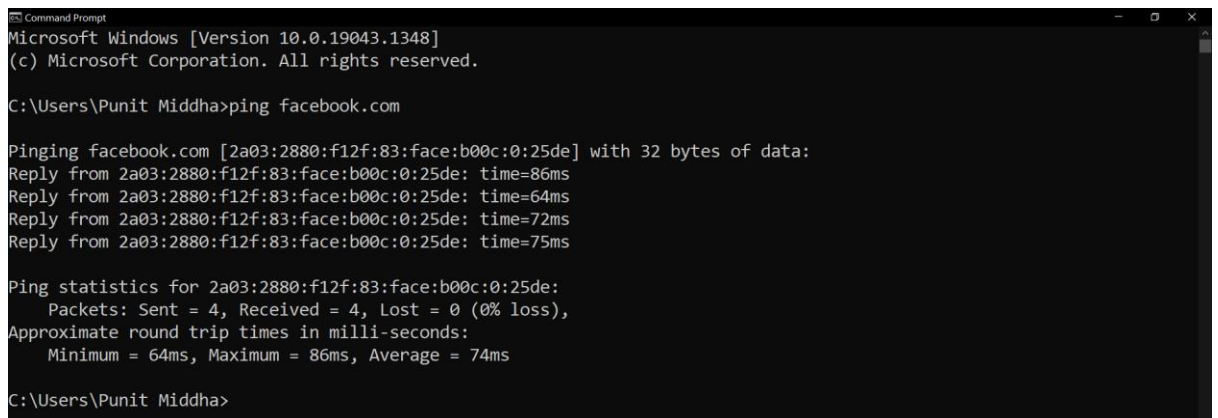 Command Prompt
Microsoft Windows [Version 10.0.19043.1348]
(c) Microsoft Corporation. All rights reserved.
C:\Users\Punit Middha>ping facebook.com
Pinging facebook.com [2a03:2880:f12f:83:face:b00c:0:25de] with 32 bytes of data:
Reply from 2a03:2880:f12f:83:face:b00c:0:25de: time=86ms
Reply from 2a03:2880:f12f:83:face:b00c:0:25de: time=64ms
Reply from 2a03:2880:f12f:83:face:b00c:0:25de: time=72ms
Reply from 2a03:2880:f12f:83:face:b00c:0:25de: time=75ms
Ping statistics for 2a03:2880:f12f:83:face:b00c:0:25de:
    Packets: Sent = 4, Received = 4, Lost = 0 (0% loss),
Approximate round trip times in milli-seconds:
    Minimum = 64ms, Maximum = 86ms, Average = 74ms
C:\Users\Punit Middha>